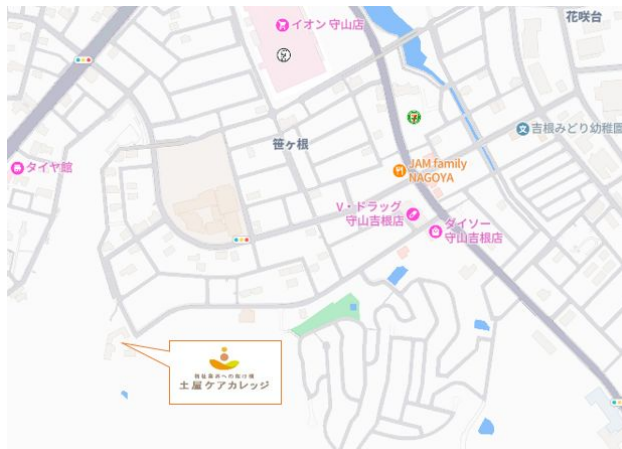 花咲台
イオン 守山店
笹ヶ根
吉根みどり幼稚園
タイヤ館
JAM family
NAGOYA
V・ドラッグ
守山吉根店
ダイソー
守山吉根店
土屋ケアカレッジ